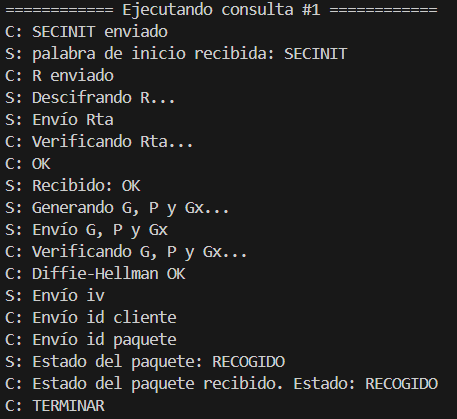 ============ Ejecutando consulta #1 ============
C: SECINIT enviado
S: palabra de inicio recibida: SECINIT
C: R enviado
S: Descifrando R...
S: Envío Rta
C: Verificando Rta...
C: OK
S: Recibido: OK
S: Generando G, P y Gx...
S: Envío G, P y Gx
C: Verificando G, P y Gx...
C: Diffie-Hellman OK
S: Envío iv
C: Envío id cliente
C: Envío id paquete
S: Estado del paquete: RECOGIDO
C: Estado del paquete recibido. Estado: RECOGIDO
C: TERMINAR